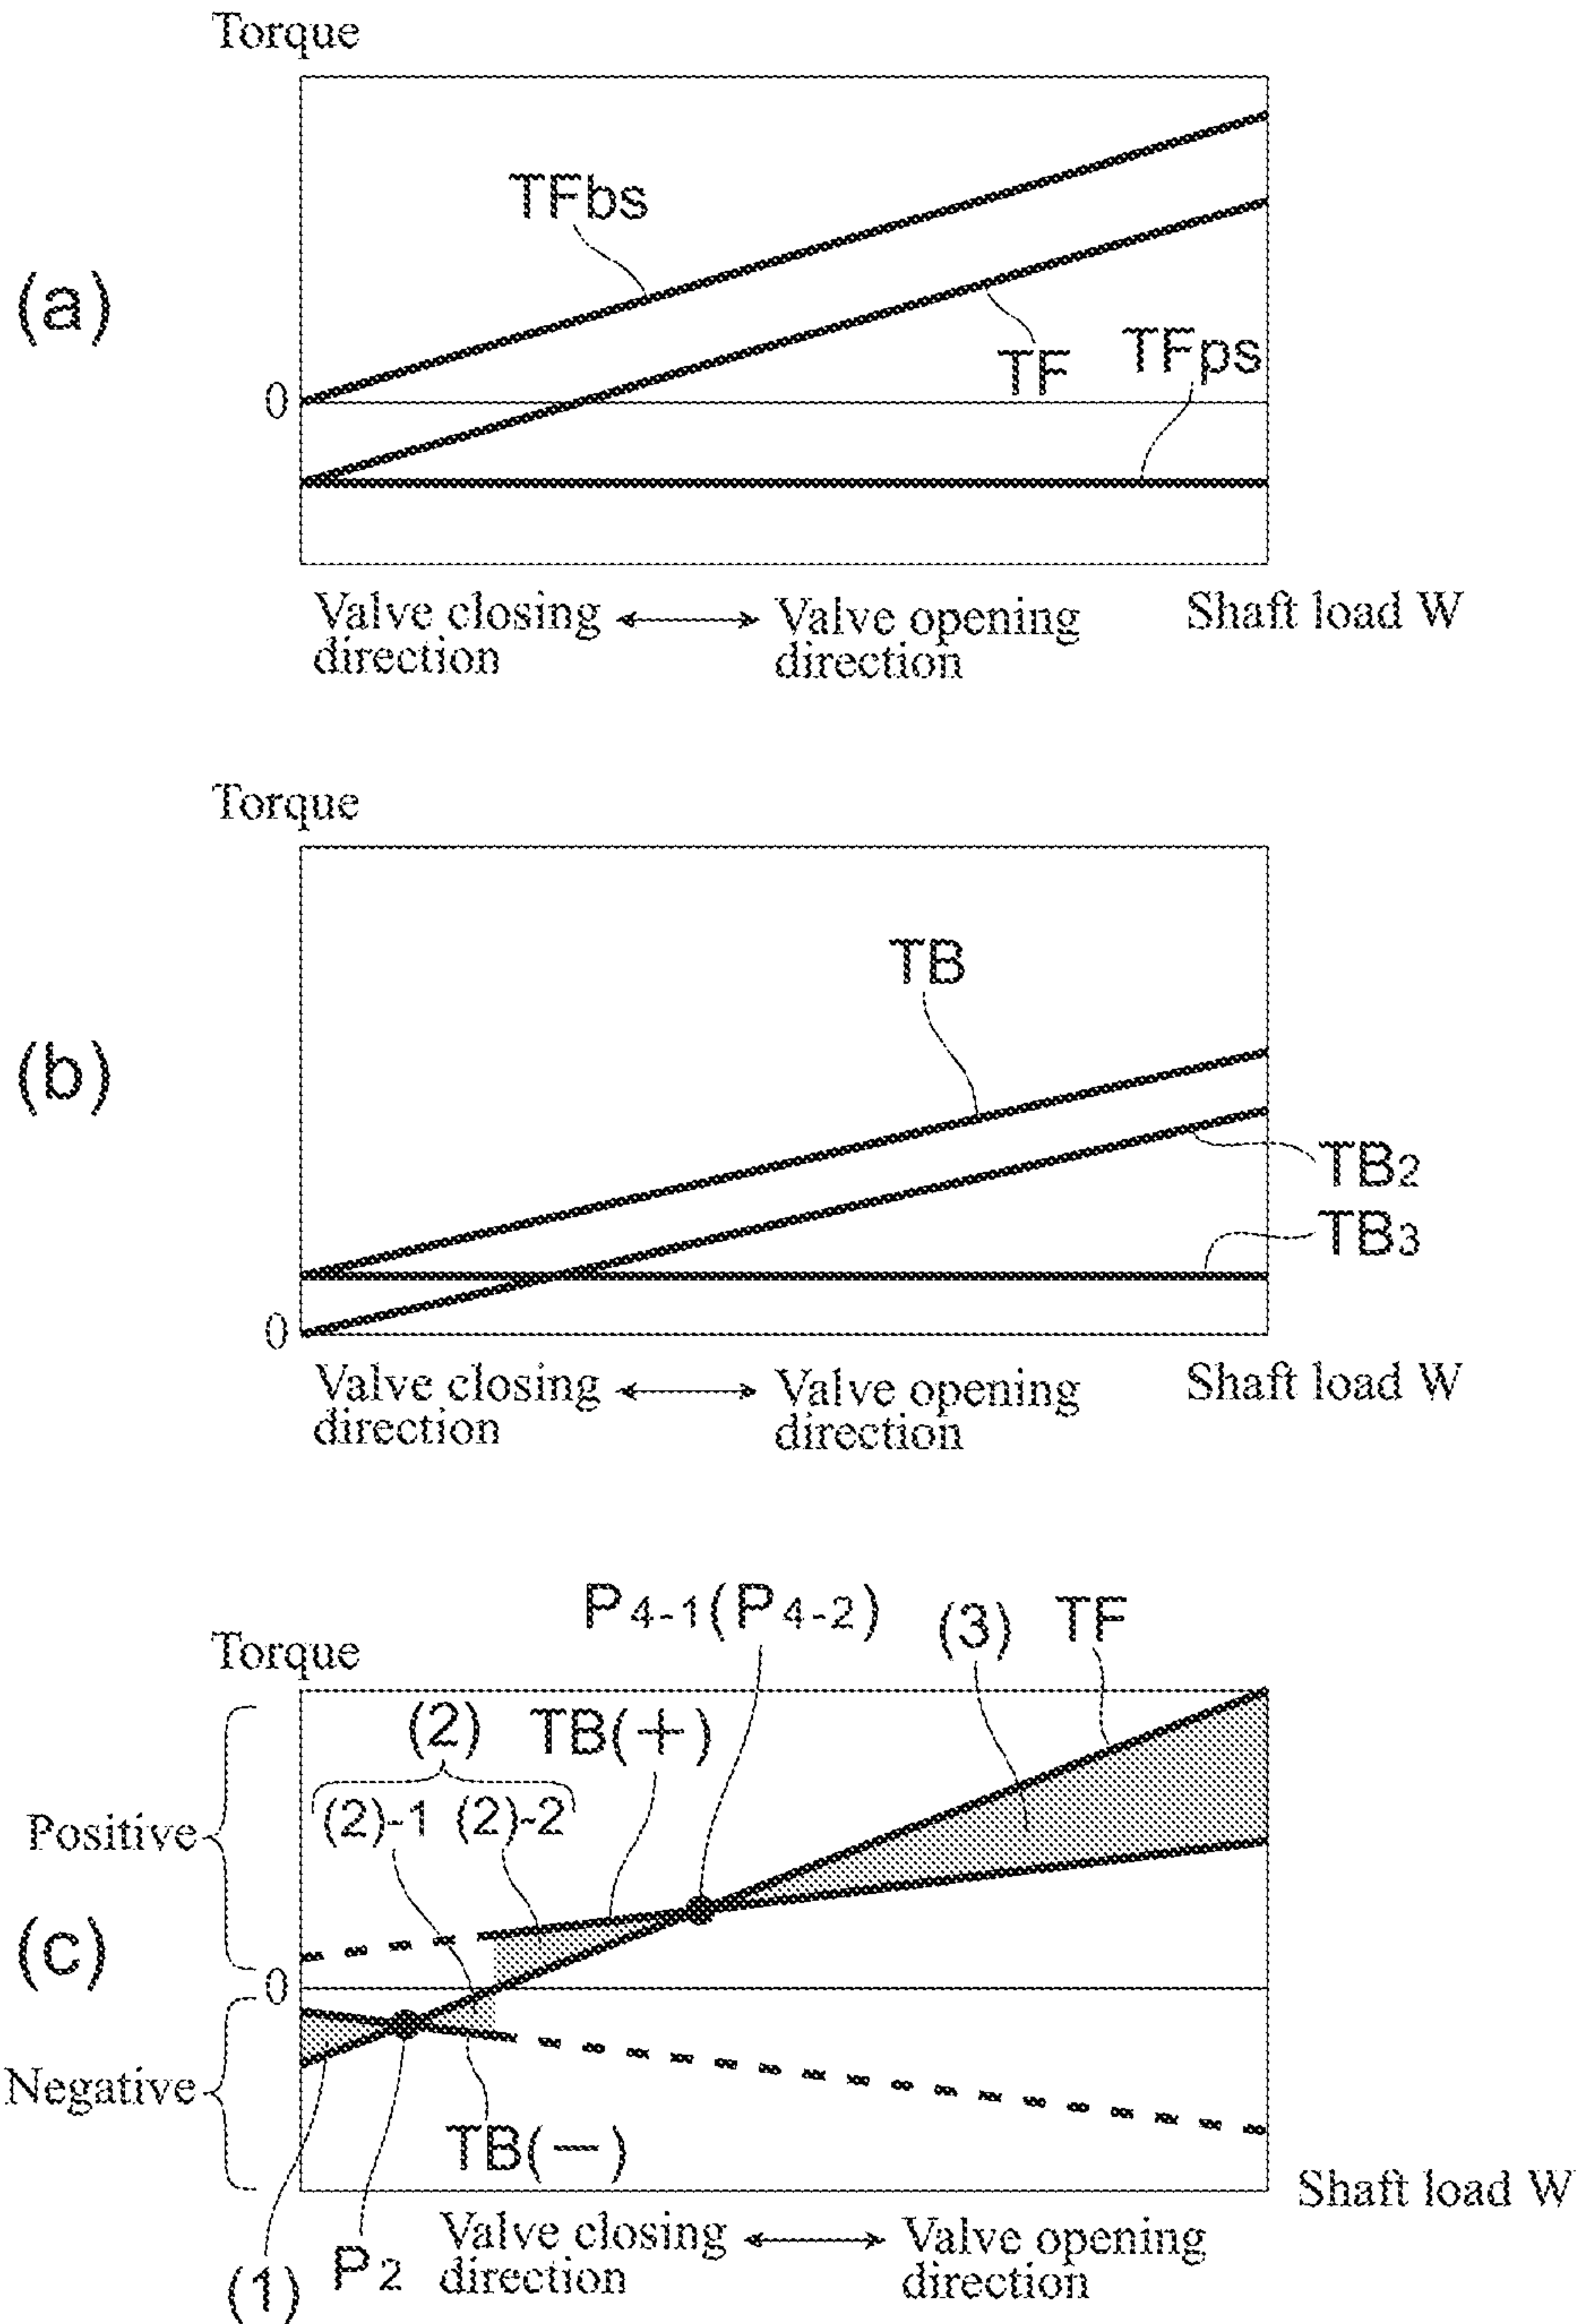 Torque
TFbs
(a)
TF TFps
0
Valve closing ←→ Valve opening Shaft load W
direction direction
Torque
TB
(b)
TB2
TB3
0
Valve closing ←→ Valve opening Shaft load W
direction direction
P4-1(P4-2) (3) TF
Torque
(2) TB(+)
(2)-1 (2)-2
Positive
(c)
0
Negative
TB(−)
Shaft load W
(1) P2 Valve closing ←→ Valve opening
direction direction